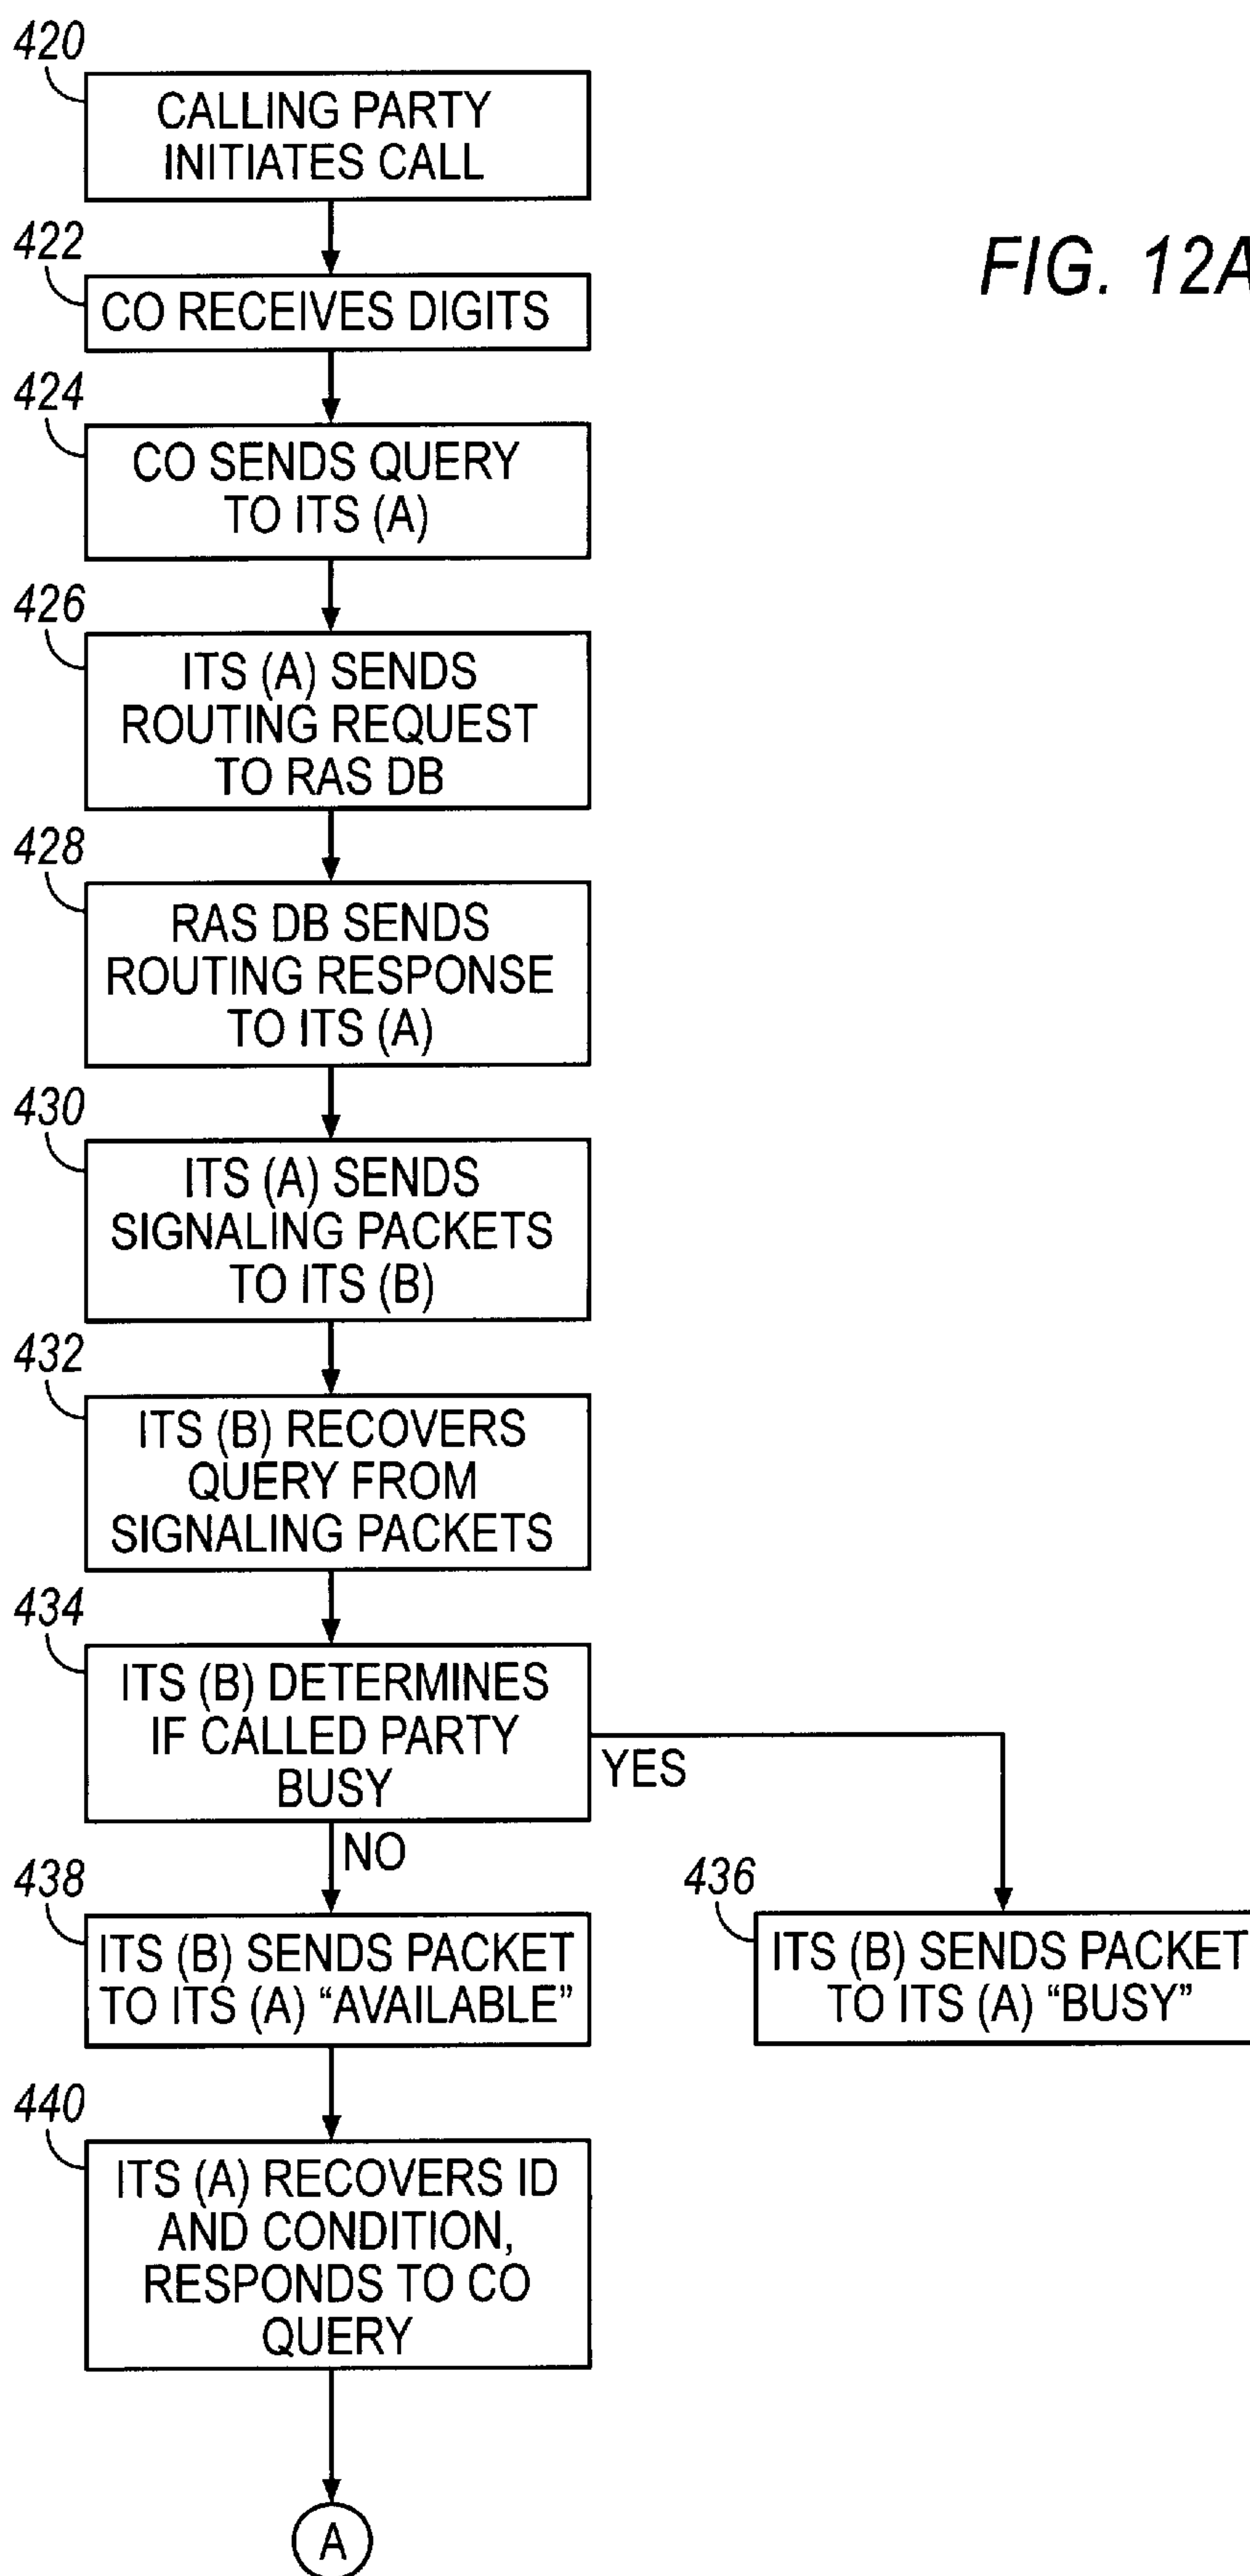 420
CALLING PARTY
INITIATES CALL
422
CO RECEIVES DIGITS
FIG. 12A
424
CO SENDS QUERY
TO ITS (A)
426
ITS (A) SENDS
ROUTING REQUEST
TO RAS DB
428
RAS DB SENDS
ROUTING RESPONSE
TO ITS (A)
430
ITS (A) SENDS
SIGNALING PACKETS
TO ITS (B)
432
ITS (B) RECOVERS
QUERY FROM
SIGNALING PACKETS
434
ITS (B) DETERMINES
IF CALLED PARTY
BUSY
YES
NO
438
ITS (B) SENDS PACKET
TO ITS (A) “AVAILABLE”
436
ITS (B) SENDS PACKET
TO ITS (A) “BUSY”
440
ITS (A) RECOVERS ID
AND CONDITION,
RESPONDS TO CO
QUERY
A